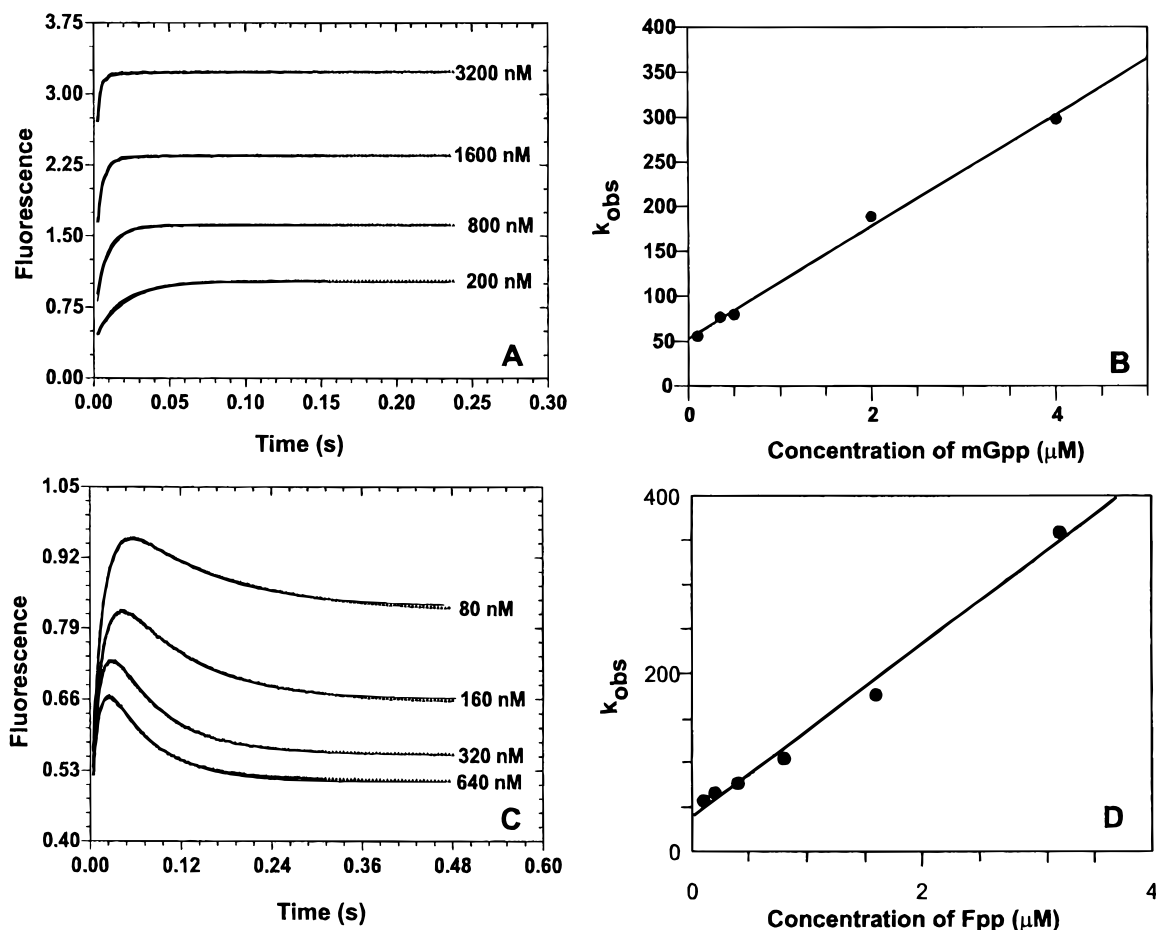 3.75
3.00
2.25
1.50
0.75
0.00
Fluorescence
3200 nM
1600 nM
800 nM
200 nM
A
0.00 0.05 0.10 0.15 0.20 0.25 0.30
Time (s)
400
350
300
250
200
150
100
50
0
kobs
B
0 2 4
Concentration of mGpp (μM)
1.05
0.92
0.79
0.66
0.53
0.40
Fluorescence
80 nM
160 nM
320 nM
640 nM
C
0.00 0.12 0.24 0.36 0.48 0.60
Time (s)
400
200
0
kobs
D
0 2 4
Concentration of Fpp (μM)